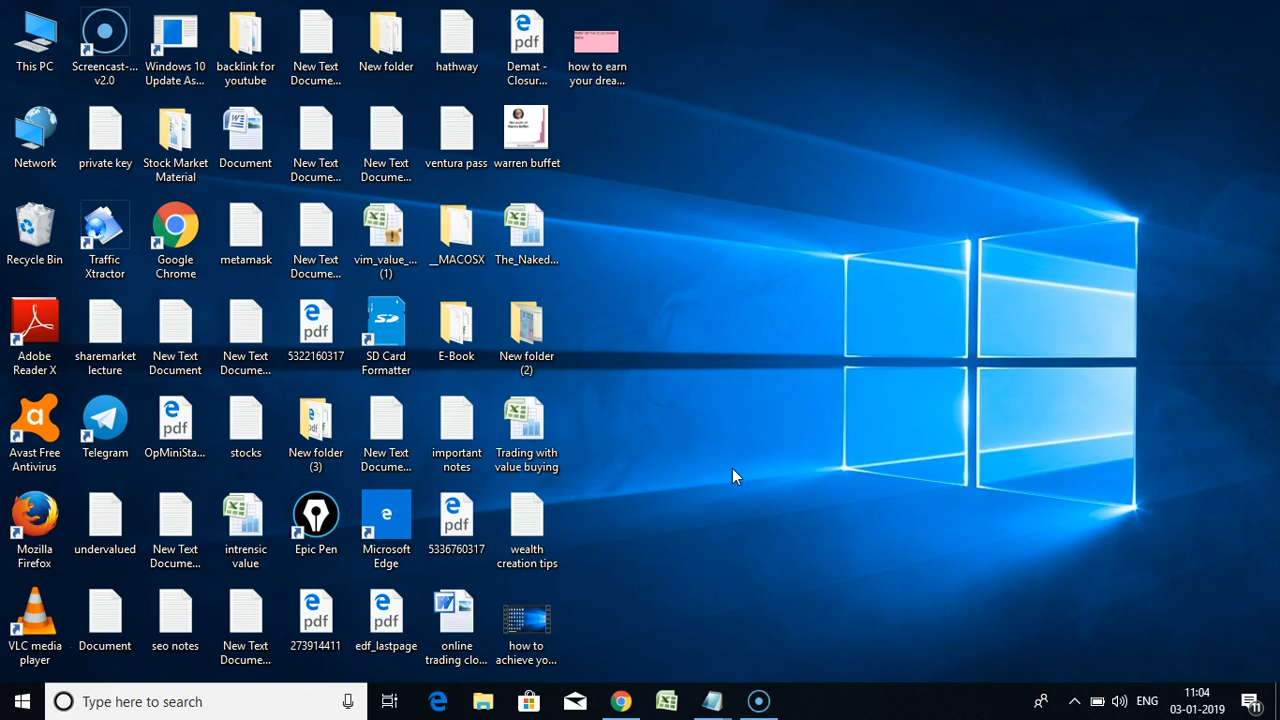 This PC
Screencast-...
v2.0
Windows 10
Update As...
backlink for
youtube
New Text
Docume...
New folder
hathway
Demat -
Closur...
how to earn
your drea...
Network
private key
Stock Market
Material
Document
New Text
Docume...
New Text
Docume...
ventura pass
warren buffet
Recycle Bin
Traffic
Xtractor
Google
Chrome
metamask
New Text
Docume...
vim_value_...
(1)
__MACOSX
The_Naked...
Adobe
Reader X
sharemarket
lecture
New Text
Document
New Text
Docume...
pdf
5322160317
SD Card
Formatter
E-Book
New folder
(2)
Avast Free
Antivirus
Telegram
pdf
OpMiniSta...
stocks
New folder
(3)
New Text
Docume...
important
notes
Trading with
value buying
Mozilla
Firefox
undervalued
New Text
Docume...
intrensic
value
Epic Pen
Microsoft
Edge
pdf
5336760317
wealth
creation tips
VLC media
player
Document
seo notes
New Text
Docume...
pdf
273914411
pdf
edf_lastpage
online
trading clo...
how to
achieve yo...
Type here to search
ENG
11:04
03-01-2019
11